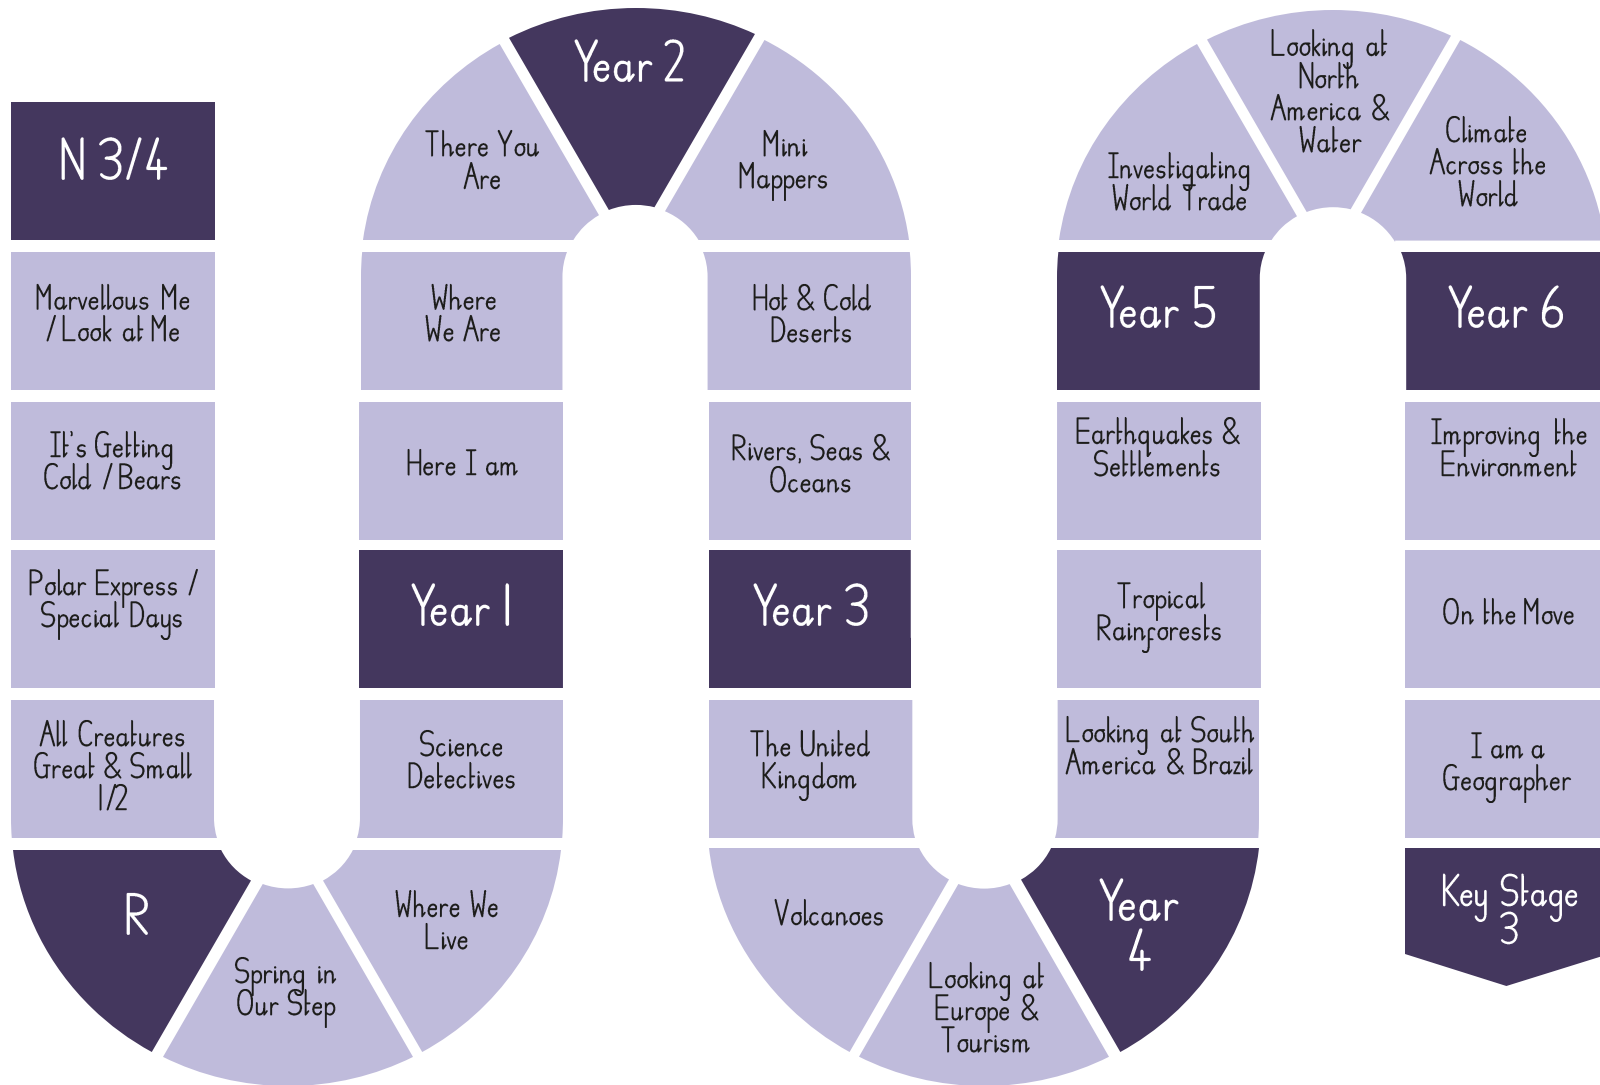 N 3/4
Marvellous Me
/ Look at Me
It's Getting
Cold / Bears
Polar Express /
Special Days
All Creatures
Great & Small
1/2
R
Spring in
Our Step
Where We
Live
Science
Detectives
Year 1
Here I am
Where
We Are
There You
Are
Year 2
Mini
Mappers
Hot & Cold
Deserts
Rivers, Seas &
Oceans
Year 3
The United
Kingdom
Volcanoes
Looking at
Europe &
Tourism
Year
4
Looking at South
America & Brazil
Tropical
Rainforests
Earthquakes &
Settlements
Year 5
Investigating
World Trade
Looking at
North
America &
Water
Climate
Across the
World
Year 6
Improving the
Environment
On the Move
I am a
Geographer
Key Stage
3